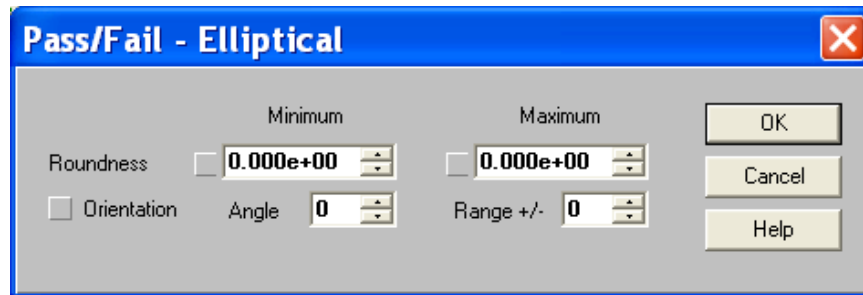 Pass/Fail - Elliptical
Minimum Maximum
OK
Roundness 0.000e+00 0.000e+00
Cancel
Orientation Angle 0 Range +/- 0
Help